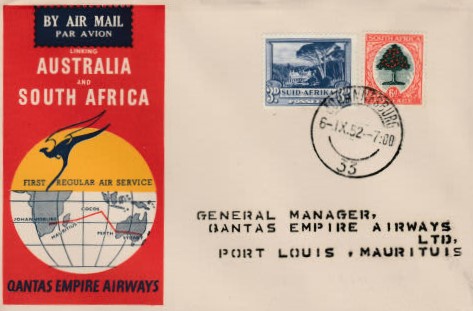 BY AIR MAIL
PAR AVION
LINKING
AUSTRALIA
AND
SOUTH AFRICA
FIRST REGULAR AIR SERVICE
JOHANNESBURG
MAURITIUS
COCOS
PERTH
SYDNEY
QANTAS EMPIRE AIRWAYS
3D
SUID-AFRIKA
POSSEEL
SOUTH AFRICA
6D
JOHANNESBURG
6-IX.52-7:00
33
GENERAL MANAGER,
QANTAS EMPIRE AIRWAYS
LTD,
PORT LOUIS, MAURITUIS